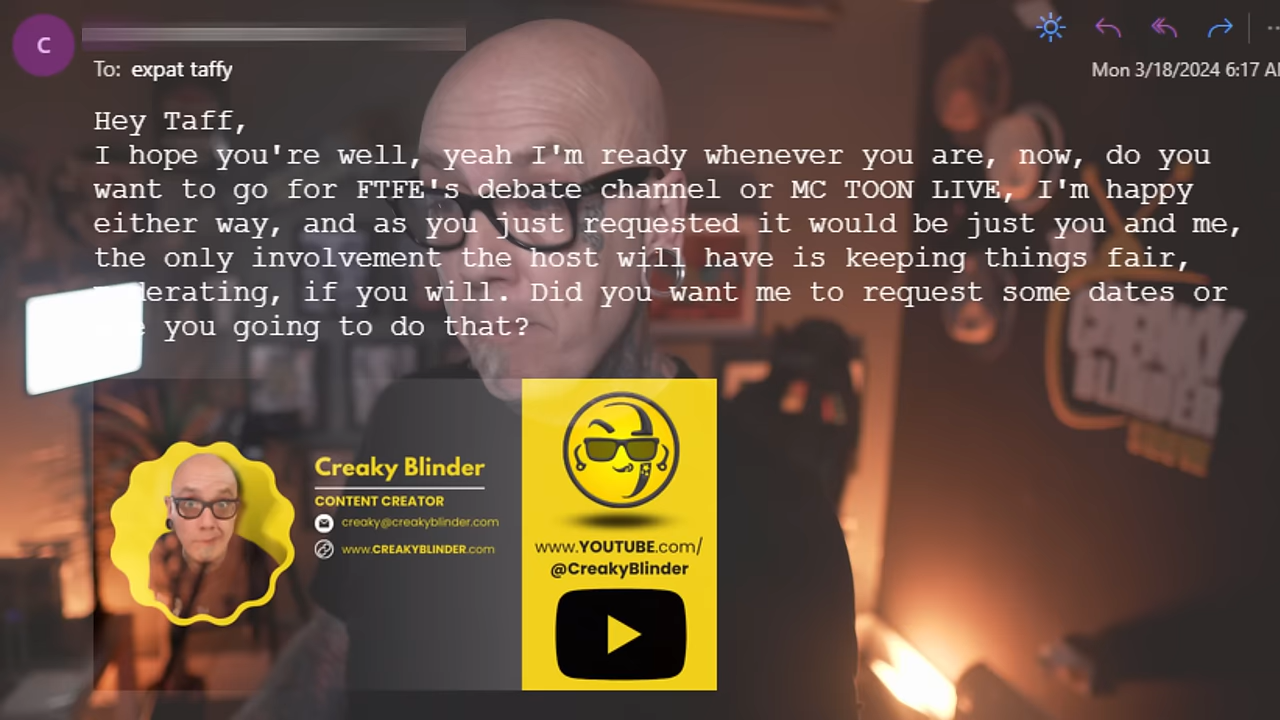 C
To: expat taffy
Mon 3/18/2024 6:17
Hey Taff,
I hope you're well, yeah I'm ready whenever you are, now, do you
want to go for FTFE's debate channel or MC TOON LIVE, I'm happy
either way, and as you just requested it would be just you and me,
the only involvement the host will have is keeping things fair,
if you will. Did you want me to request some dates or
you going to do that?
Creaky Blinder
CONTENT CREATOR
creaky@creakyblinder.com
www.CREAKYBLINDER.com
www.YOUTUBE.com/
@CreakyBlinder
CREAKY
BLINDER